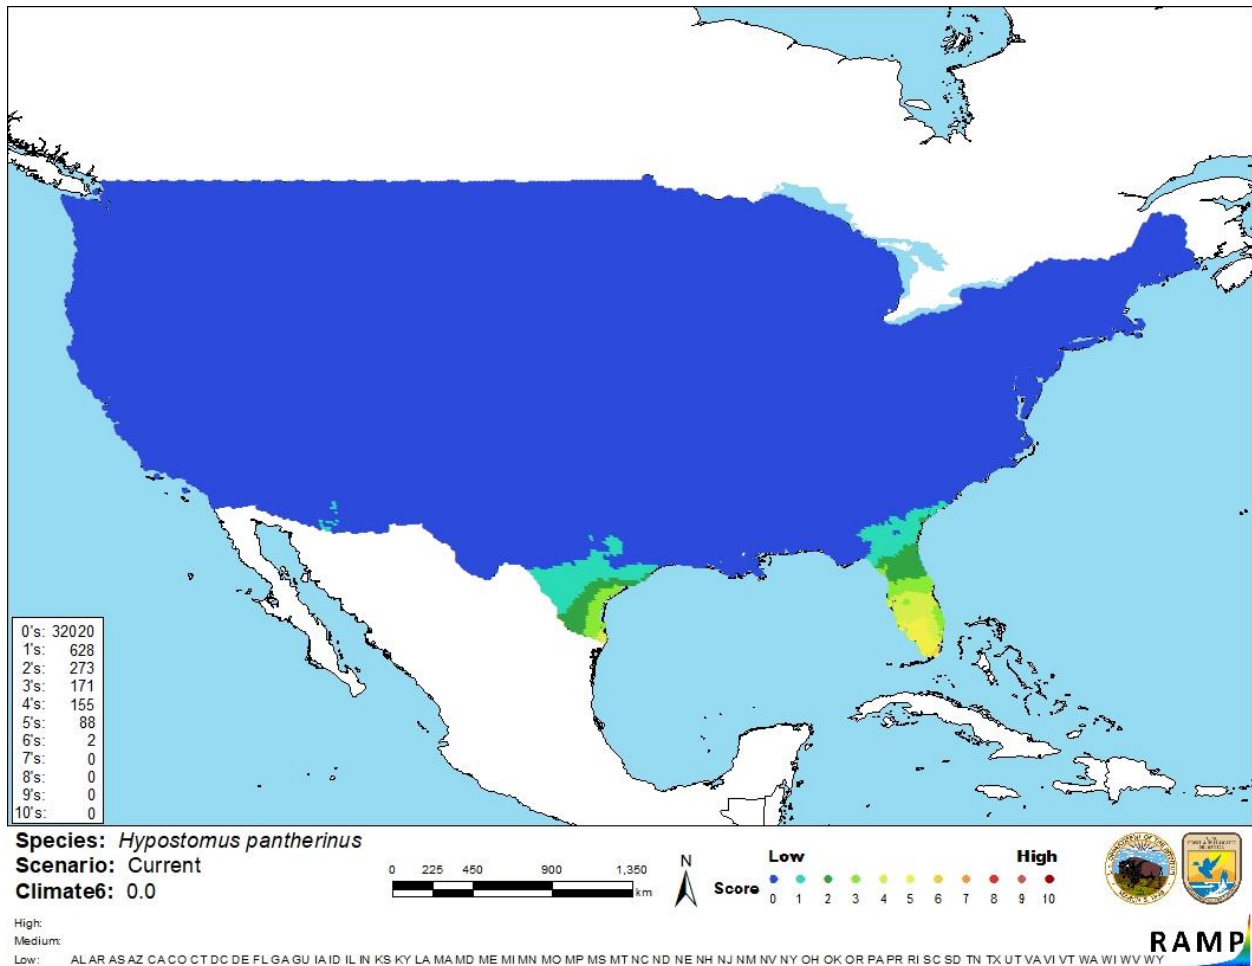 0's: 32020
1's: 628
2's: 273
3's: 171
4's: 155
5's: 88
6's: 2
7's: 0
8's: 0
9's: 0
10's: 0
Species: Hypostomus pantherinus
Scenario: Current
Climate6: 0.0
0 225 450 900 1,350
km
N
Low High
Score
0 1 2 3 4 5 6 7 8 9 10
High:
Medium:
Low: AL AR AS AZ CA CO CT DC DE FL GA GU IA ID IL IN KS KY LA MA MD ME MI MN MO MP MS MT NC ND NE NH NJ NM NV NY OH OK OR PA PR RI SC SD TN TX UT VA VI VT WA WI WV WY
RAMP